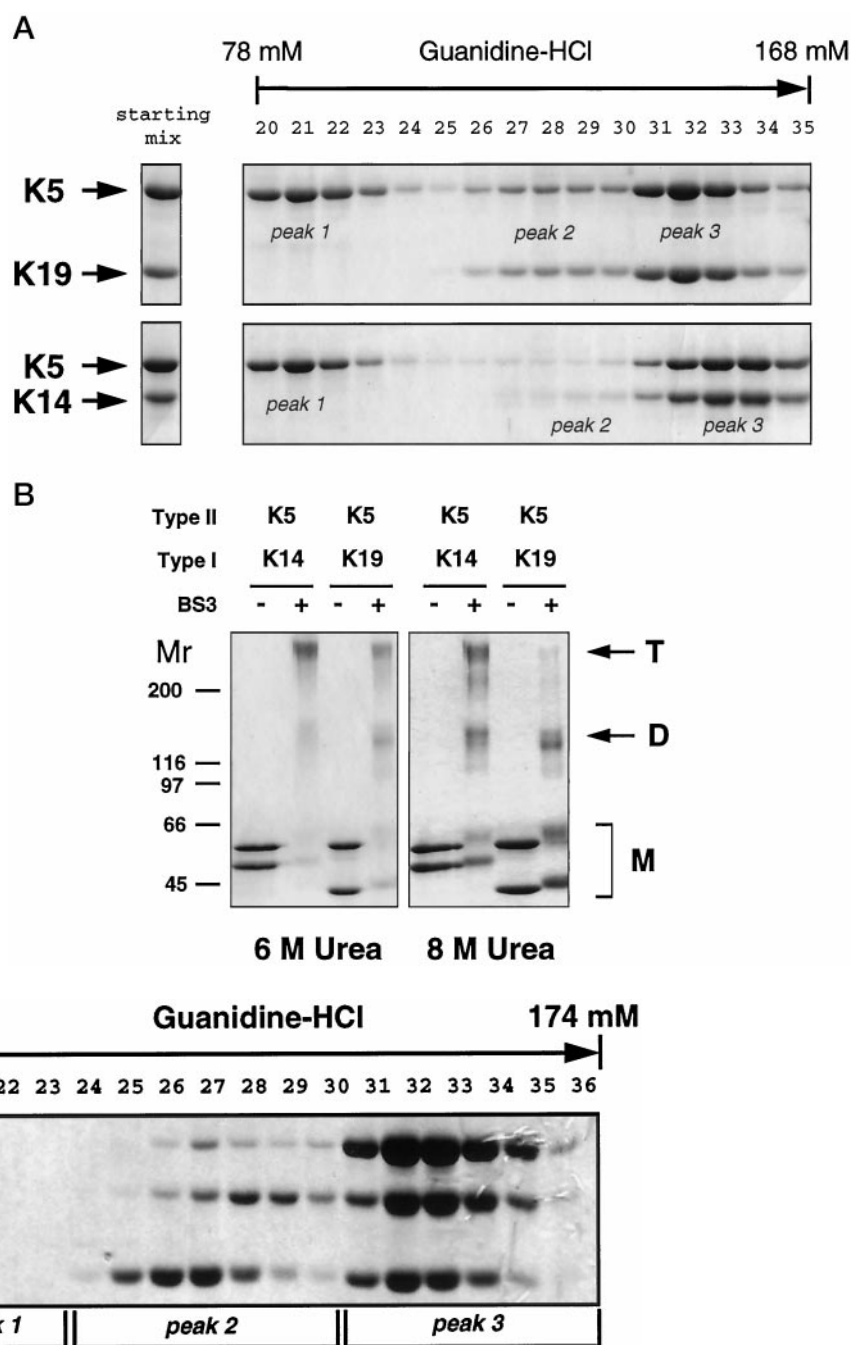 A
78 mM Guanidine-HCl 168 mM
starting mix
20 21 22 23 24 25 26 27 28 29 30 31 32 33 34 35
K5
peak 1 peak 2 peak 3
K19
K5
K14
peak 1 peak 2 peak 3
B
Type II K5 K5 K5 K5
Type I K14 K19 K14 K19
BS3 - + - + - + - +
Mr
T
200
D
116
97
66
M
45
6 M Urea 8 M Urea
Guanidine-HCl 174 mM
22 23 24 25 26 27 28 29 30 31 32 33 34 35 36
k 1 peak 2 peak 3